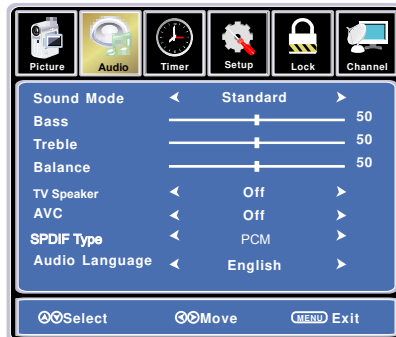 Picture Audio Timer Setup Lock Channel
Sound Mode Standard
Bass 50
Treble 50
Balance 50
TV Speaker Off
AVC Off
SPDIF Type PCM
Audio Language English
Select Move MENU Exit